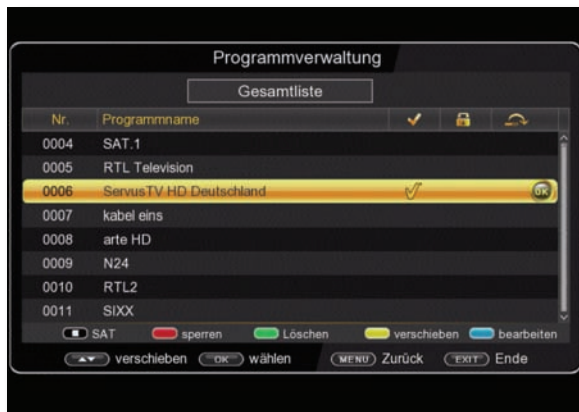 Programmverwaltung
Gesamtliste
Nr. Programmname
0004 SAT.1
0005 RTL Television
0006 ServusTV HD Deutschland OK
0007 kabel eins
0008 arte HD
0009 N24
0010 RTL2
0011 SIXX
SAT sperren Löschen verschieben bearbeiten
verschieben OK wählen MENU Zurück EXIT Ende